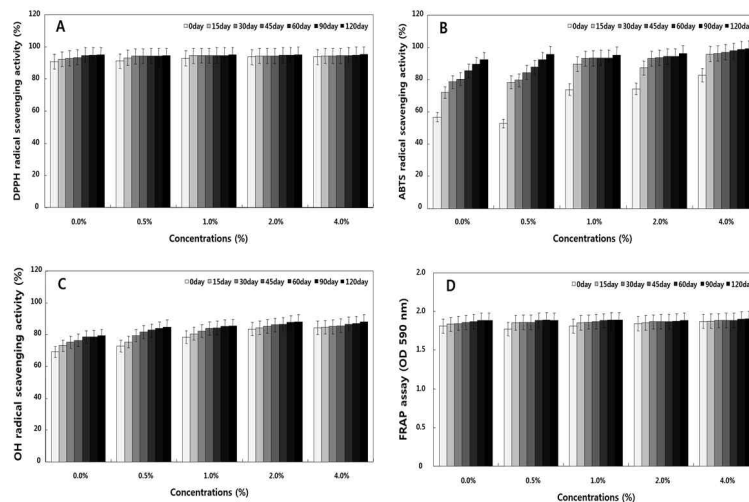 A
0day 15day 30day 45day 60day 90day 120day
DPPH radical scavenging activity (%)
120
100
80
60
40
20
0
0.0% 0.5% 1.0% 2.0% 4.0%
Concentrations (%)
B
0day 15day 30day 45day 60day 90day 120day
ABTS radical scavenging activity (%)
120
100
80
60
40
20
0
0.0% 0.5% 1.0% 2.0% 4.0%
Concentrations (%)
C
0day 15day 30day 45day 60day 90day 120day
OH radical scavenging activity (%)
120
100
80
60
40
20
0
0.0% 0.5% 1.0% 2.0% 4.0%
Concentrations (%)
D
0day 15day 30day 45day 60day 90day 120day
FRAP assay (OD 590 nm)
2.0
2.0
1.5
1.0
0.5
0.0
0.0% 0.5% 1.0% 2.0% 4.0%
Concentrations (%)